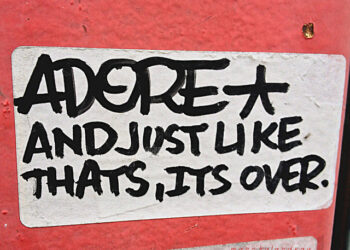 ADORE★
AND JUST LIKE
THATS, ITS OVER.